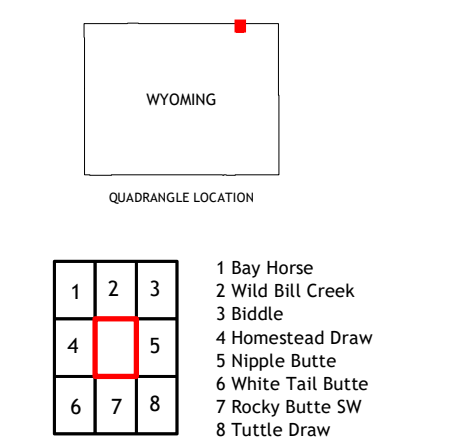 WYOMING
QUADRANGLE LOCATION
1 2 3
4 5
6 7 8
1 Bay Horse
2 Wild Bill Creek
3 Biddle
4 Homestead Draw
5 Nipple Butte
6 White Tail Butte
7 Rocky Butte SW
8 Tuttle Draw